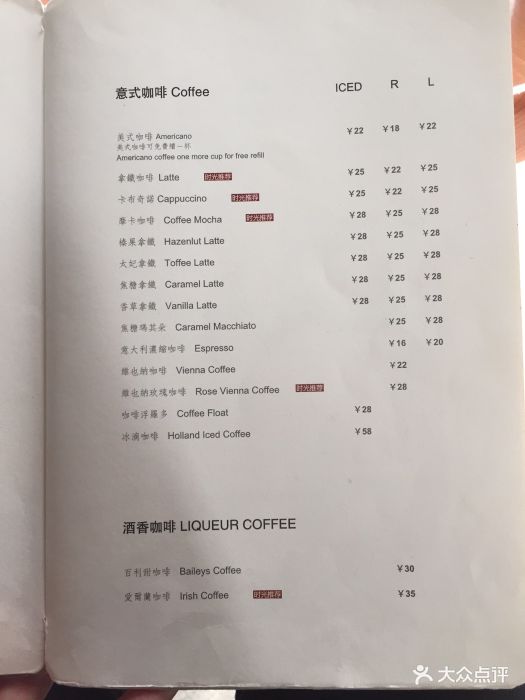 意式咖啡 Coffee ICED R L
美式咖啡 Americano ¥22 ¥18 ¥22
美式咖啡可免費續一杯
Americano coffee one more cup for free refill
拿鐵咖啡 Latte 时光推荐 ¥25 ¥22 ¥25
卡布奇諾 Cappuccino 时光推荐 ¥25 ¥22 ¥25
摩卡咖啡 Coffee Mocha 时光推荐 ¥28 ¥25 ¥28
榛果拿鐵 Hazenlut Latte ¥28 ¥25 ¥28
太妃拿鐵 Toffee Latte ¥28 ¥25 ¥28
焦糖拿鐵 Caramel Latte ¥28 ¥25 ¥28
香草拿鐵 Vanilla Latte ¥28 ¥25 ¥28
焦糖瑪其朵 Caramel Macchiato ¥25 ¥28
意大利濃縮咖啡 Espresso ¥16 ¥20
維也納咖啡 Vienna Coffee ¥22
維也納玫瑰咖啡 Rose Vienna Coffee 时光推荐 ¥28
咖啡浮羅多 Coffee Float ¥28
冰滴咖啡 Holland Iced Coffee ¥58
酒香咖啡 LIQUEUR COFFEE
百利甜咖啡 Baileys Coffee ¥30
愛爾蘭咖啡 Irish Coffee 时光推荐 ¥35
大众点评